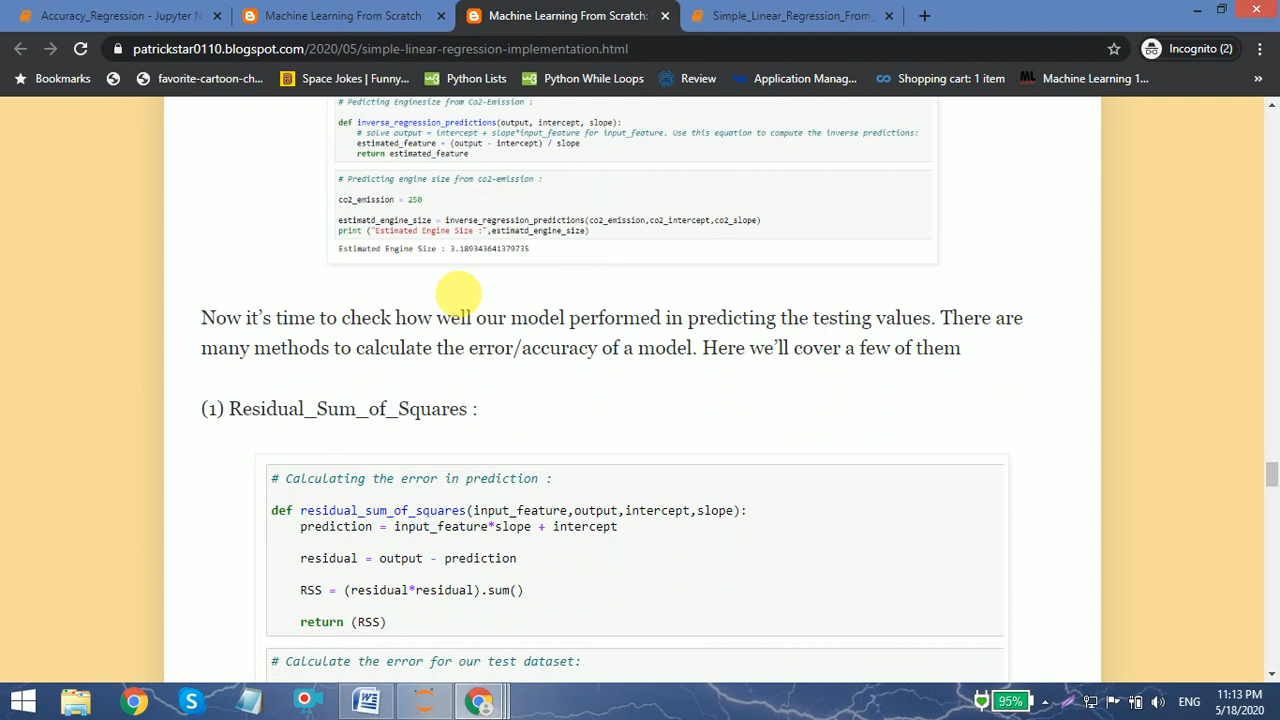 Accuracy_Regression - Jupyter N
Machine Learning From Scratch
Machine Learning From Scratch:
Simple_Linear_Regression_From_
patrickstar0110.blogspot.com/2020/05/simple-linear-regression-implementation.html
Incognito (2)
Bookmarks
favorite-cartoon-ch...
Space Jokes | Funny...
Python Lists
Python While Loops
Review
Application Manag...
Shopping cart: 1 item
Machine Learning 1...
»
# Pedicting Enginesize from Co2-Emission :
def inverse_regression_predictions(output, intercept, slope):
# solve output = intercept + slope*input_feature for input_feature. Use this equation to compute the inverse predictions:
estimated_feature = (output - intercept) / slope
return estimated_feature
# Predicting engine size from co2-emission :
co2_emission = 250
estimatd_engine_size = inverse_regression_predictions(co2_emission,co2_intercept,co2_slope)
print ("Estimated Engine Size :",estimatd_engine_size)
Estimated Engine Size : 3.189343641379735
Now it’s time to check how well our model performed in predicting the testing values. There are
many methods to calculate the error/accuracy of a model. Here we’ll cover a few of them
(1) Residual_Sum_of_Squares :
# Calculating the error in prediction :
def residual_sum_of_squares(input_feature,output,intercept,slope):
prediction = input_feature*slope + intercept
residual = output - prediction
RSS = (residual*residual).sum()
return (RSS)
# Calculate the error for our test dataset:
95%
ENG
11:13 PM
5/18/2020